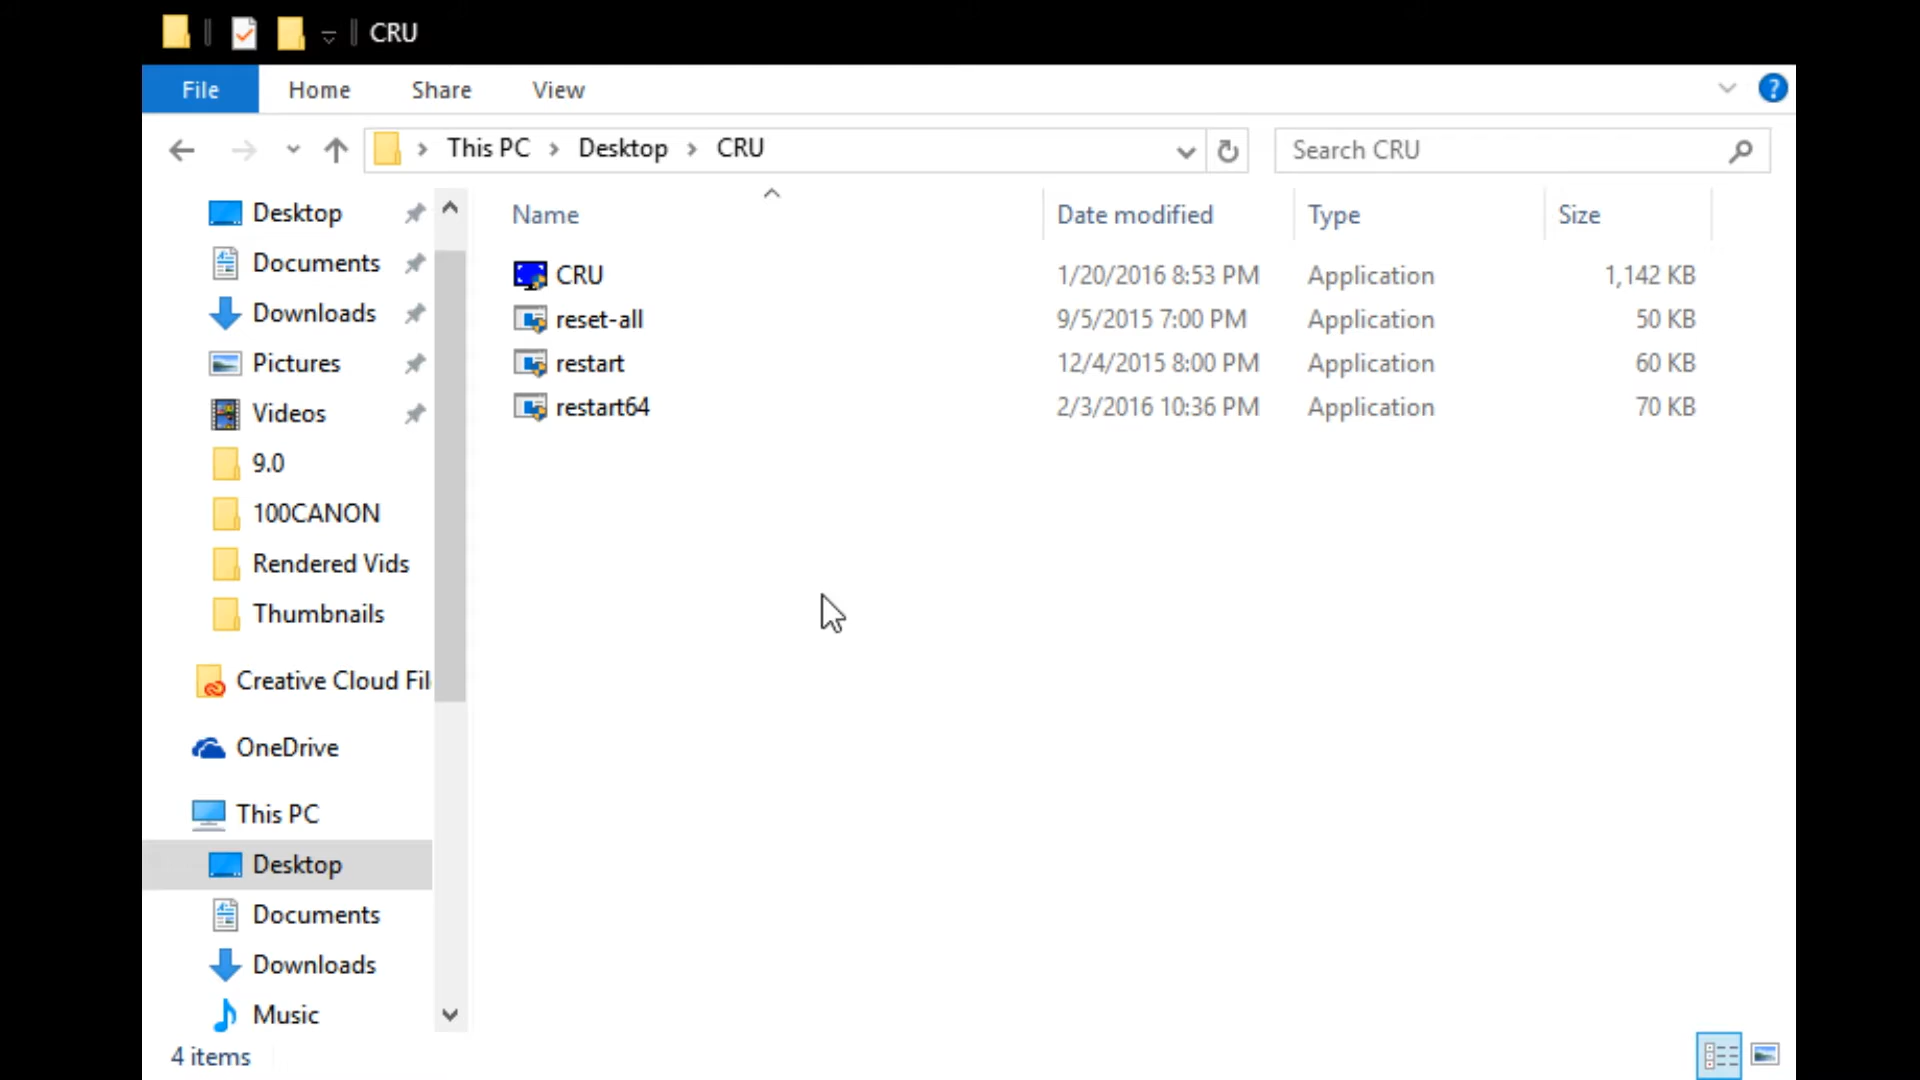 CRU
File Home Share View
This PC Desktop CRU
Search CRU
Name Date modified Type Size
CRU 1/20/2016 8:53 PM Application 1,142 KB
reset-all 9/5/2015 7:00 PM Application 50 KB
restart 12/4/2015 8:00 PM Application 60 KB
restart64 2/3/2016 10:36 PM Application 70 KB
Desktop
Documents
Downloads
Pictures
Videos
9.0
100CANON
Rendered Vids
Thumbnails
Creative Cloud Fil
OneDrive
This PC
Desktop
Documents
Downloads
Music
4 items